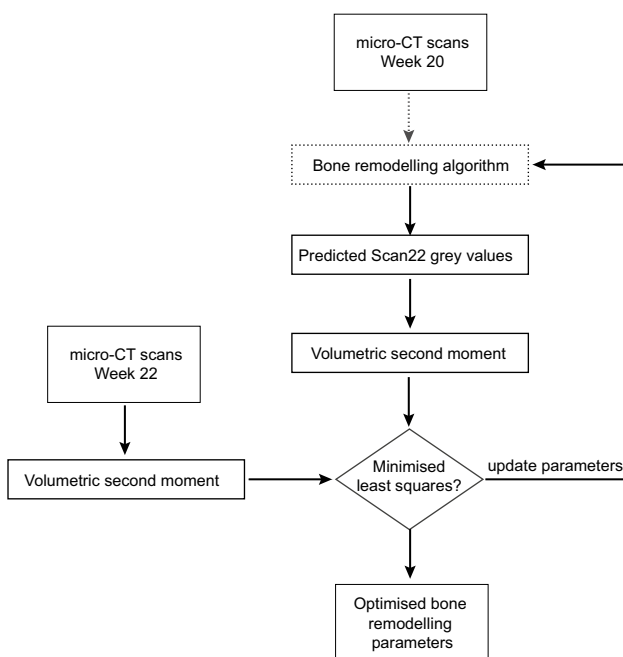 micro-CT scans
Week 20
Bone remodelling algorithm
Predicted Scan22 grey values
micro-CT scans
Week 22
Volumetric second moment
Volumetric second moment
Minimised
least squares?
update parameters
Optimised bone
remodelling
parameters